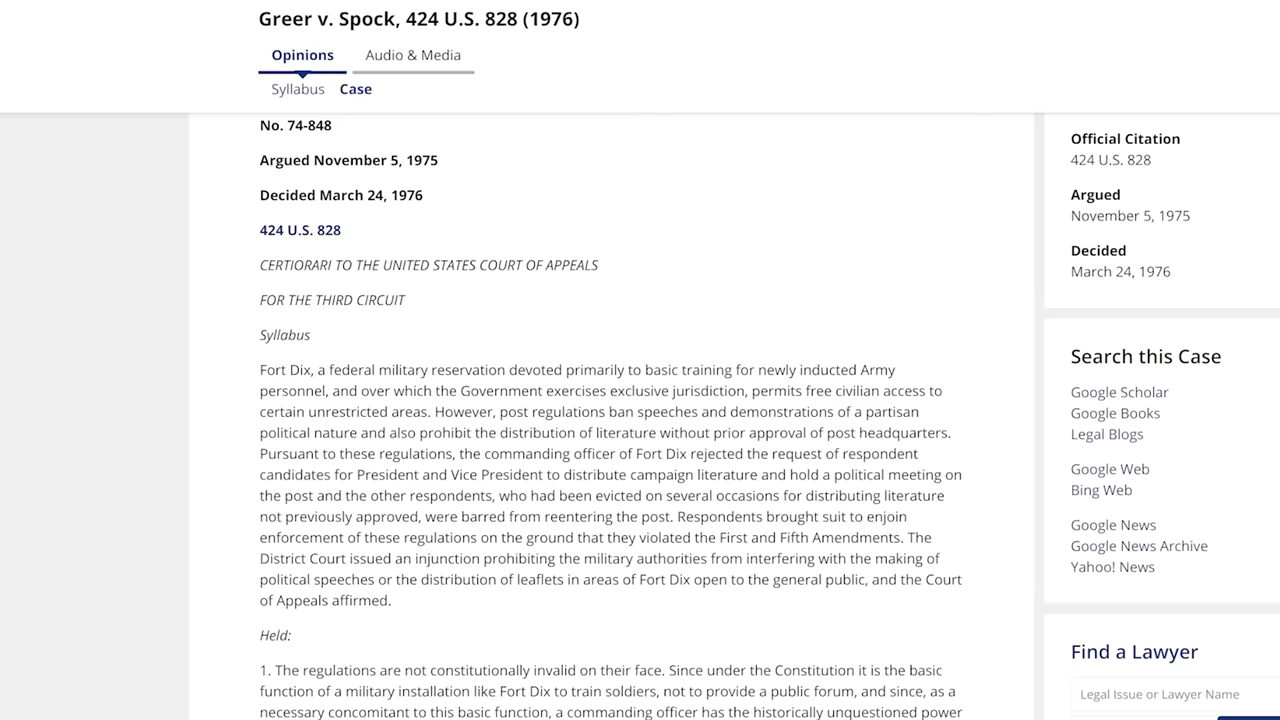 Greer v. Spock, 424 U.S. 828 (1976)
Opinions
Audio & Media
Syllabus
Case
No. 74-848
Argued November 5, 1975
Decided March 24, 1976
424 U.S. 828
CERTIORARI TO THE UNITED STATES COURT OF APPEALS
FOR THE THIRD CIRCUIT
Syllabus
Fort Dix, a federal military reservation devoted primarily to basic training for newly inducted Army
personnel, and over which the Government exercises exclusive jurisdiction, permits free civilian access to
certain unrestricted areas. However, post regulations ban speeches and demonstrations of a partisan
political nature and also prohibit the distribution of literature without prior approval of post headquarters.
Pursuant to these regulations, the commanding officer of Fort Dix rejected the request of respondent
candidates for President and Vice President to distribute campaign literature and hold a political meeting on
the post and the other respondents, who had been evicted on several occasions for distributing literature
not previously approved, were barred from reentering the post. Respondents brought suit to enjoin
enforcement of these regulations on the ground that they violated the First and Fifth Amendments. The
District Court issued an injunction prohibiting the military authorities from interfering with the making of
political speeches or the distribution of leaflets in areas of Fort Dix open to the general public, and the Court
of Appeals affirmed.
Held:
1. The regulations are not constitutionally invalid on their face. Since under the Constitution it is the basic
function of a military installation like Fort Dix to train soldiers, not to provide a public forum, and since, as a
necessary concomitant to this basic function, a commanding officer has the historically unquestioned power
Official Citation
424 U.S. 828
Argued
November 5, 1975
Decided
March 24, 1976
Search this Case
Google Scholar
Google Books
Legal Blogs
Google Web
Bing Web
Google News
Google News Archive
Yahoo! News
Find a Lawyer
Legal Issue or Lawyer Name